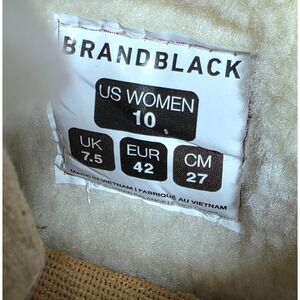 BRANDBLACK
US WOMEN
10
UK
7.5
EUR
42
CM
27
MADE IN VIETNAM | FABRIQUÉ AU VIETNAM